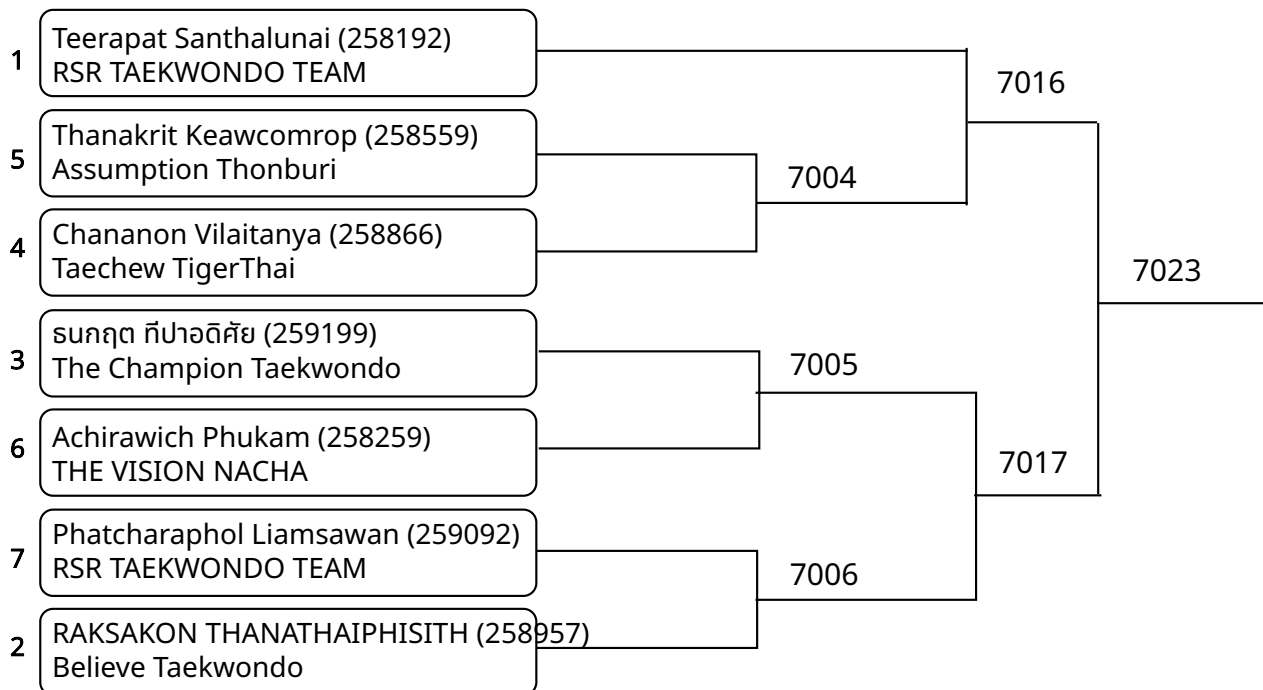 1
Teerapat Santhalunai (258192)
RSR TAEKWONDO TEAM
7016
5
Thanakrit Keawcomrop (258559)
Assumption Thonburi
7004
4
Chananon Vilaitanya (258866)
Taechew TigerThai
7023
3
ธนกฤต ทีปาอดิศัย (259199)
The Champion Taekwondo
7005
6
Achirawich Phukam (258259)
THE VISION NACHA
7017
7
Phatcharaphol Liamsawan (259092)
RSR TAEKWONDO TEAM
7006
2
RAKSAKON THANATHAIPHISITH (258957)
Believe Taekwondo